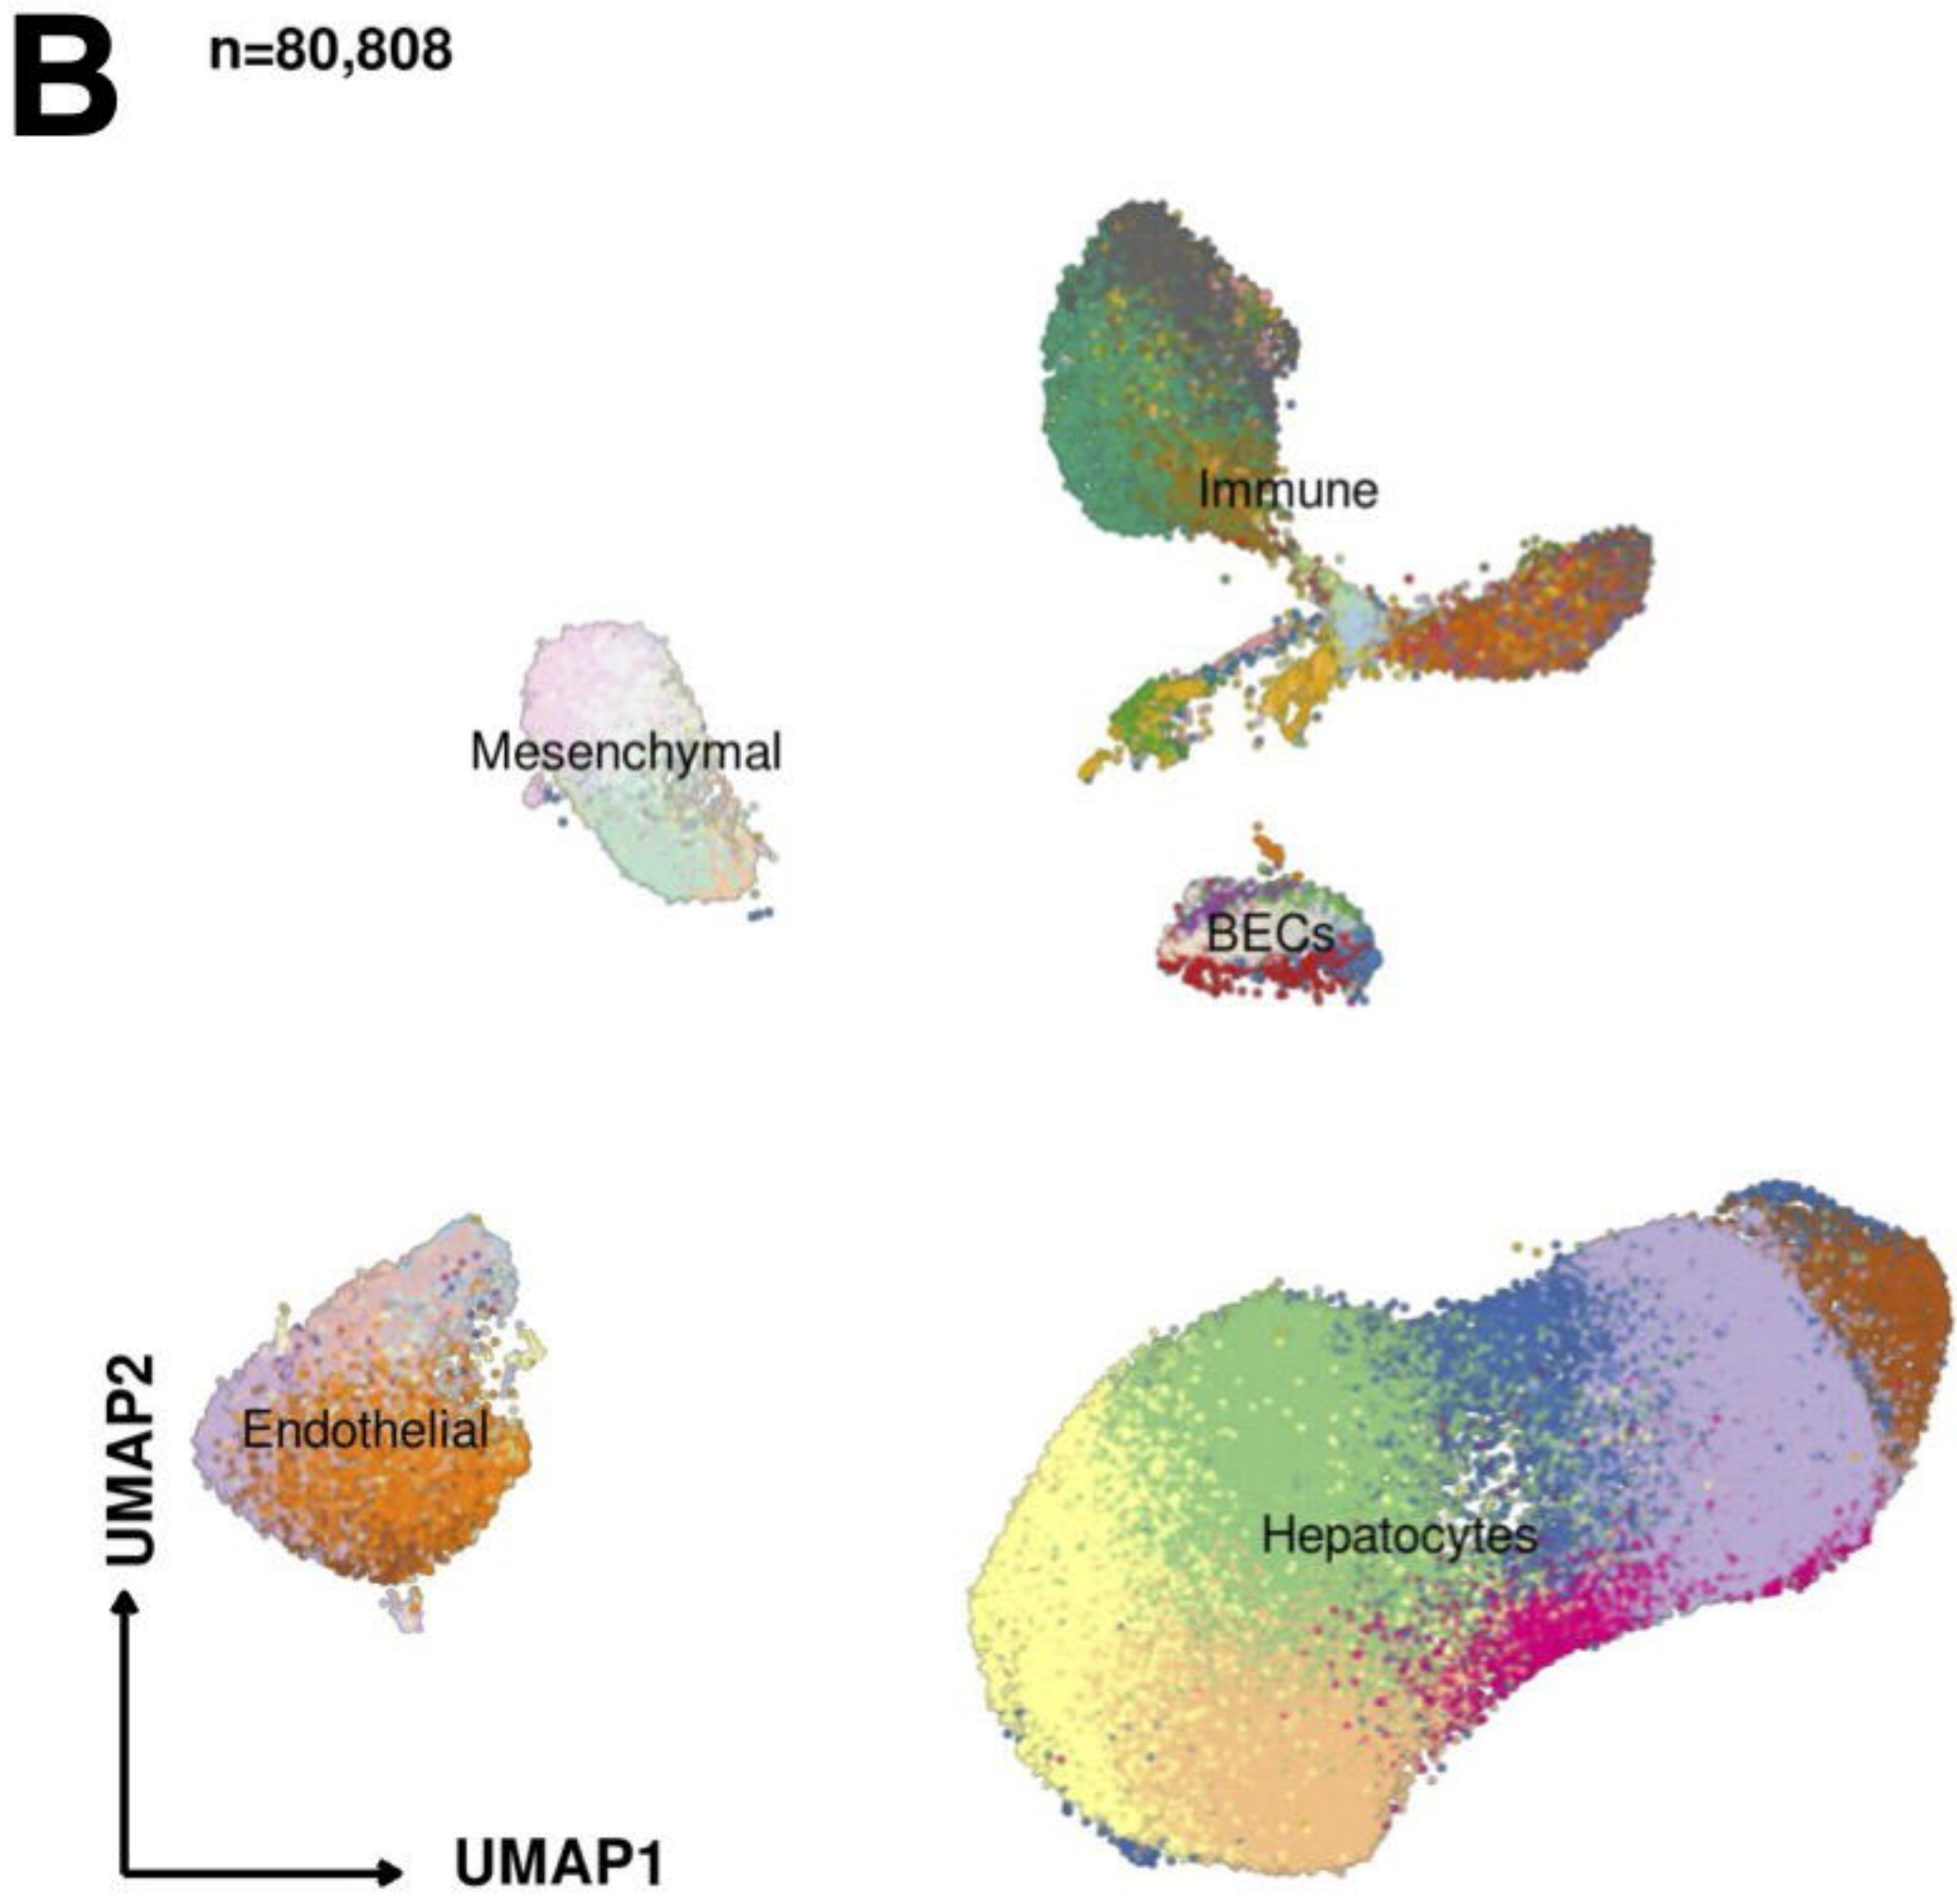 B
n=80,808
Immune
Mesenchymal
BECs
Endothelial
Hepatocytes
UMAP2
UMAP1